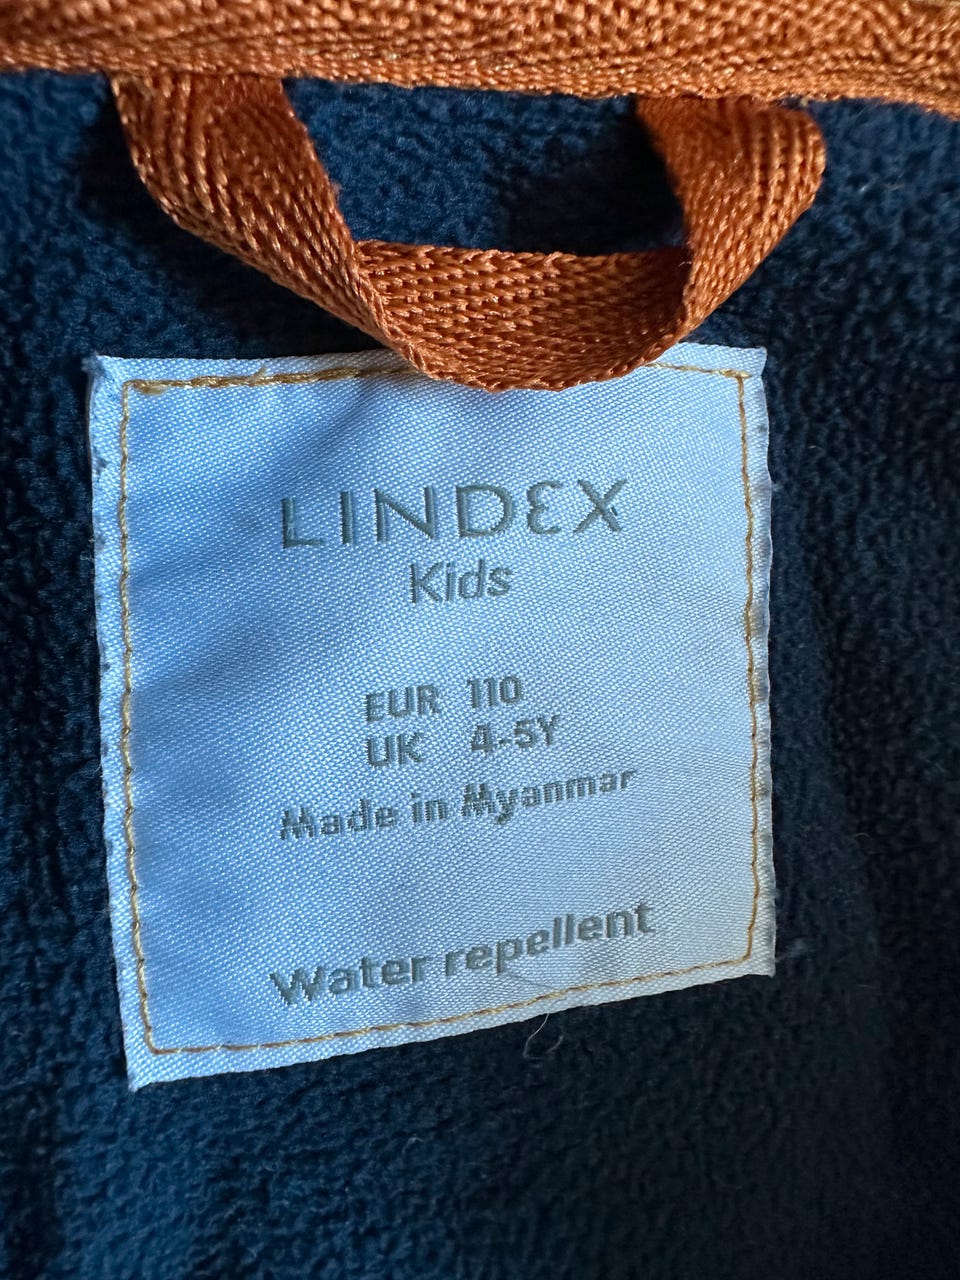 LINDEX
Kids
EUR 110
UK 4-5Y
Made in Myanmar
Water repellent